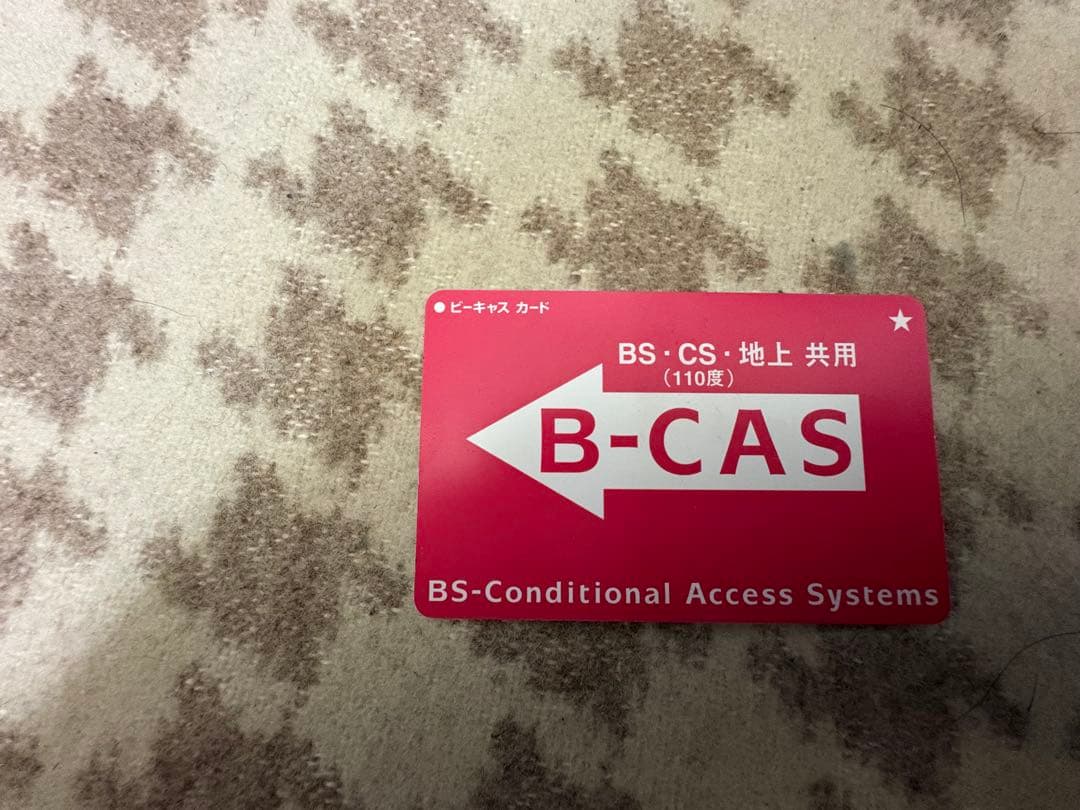 ● ビーキャス カード
★
BS・CS・地上 共用
（110度）
B-CAS
BS-Conditional Access Systems